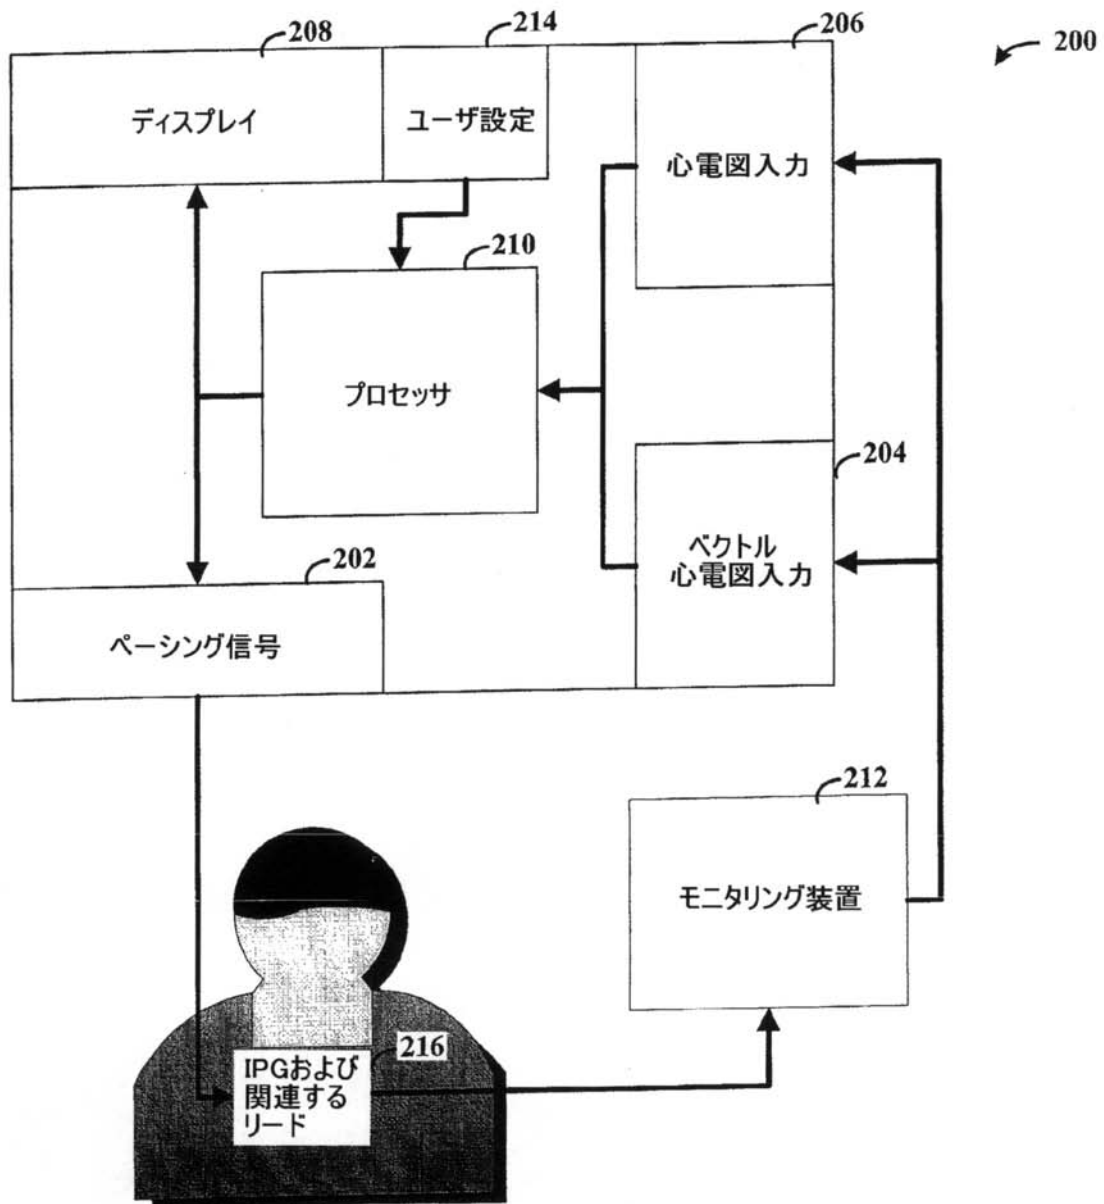 208
214
206
200
ディスプレイ
ユーザ設定
心電図入力
210
プロセッサ
204
ベクトル
心電図入力
202
ペーシング信号
212
モニタリング装置
216
IPGおよび
関連する
リード